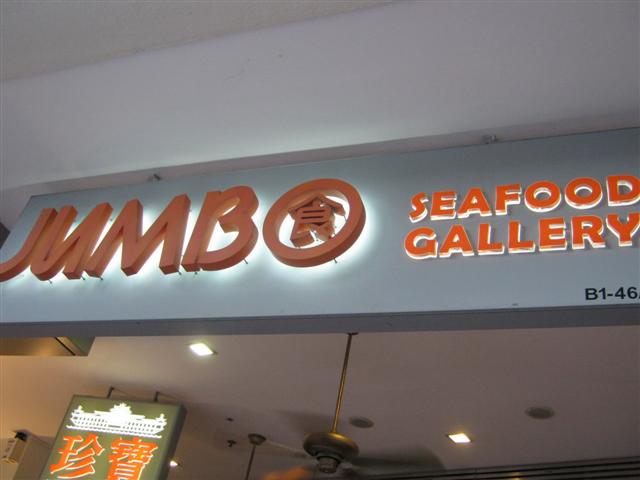 JUMBO
食
SEAFOOD
GALLERY
B1-46
珍寶